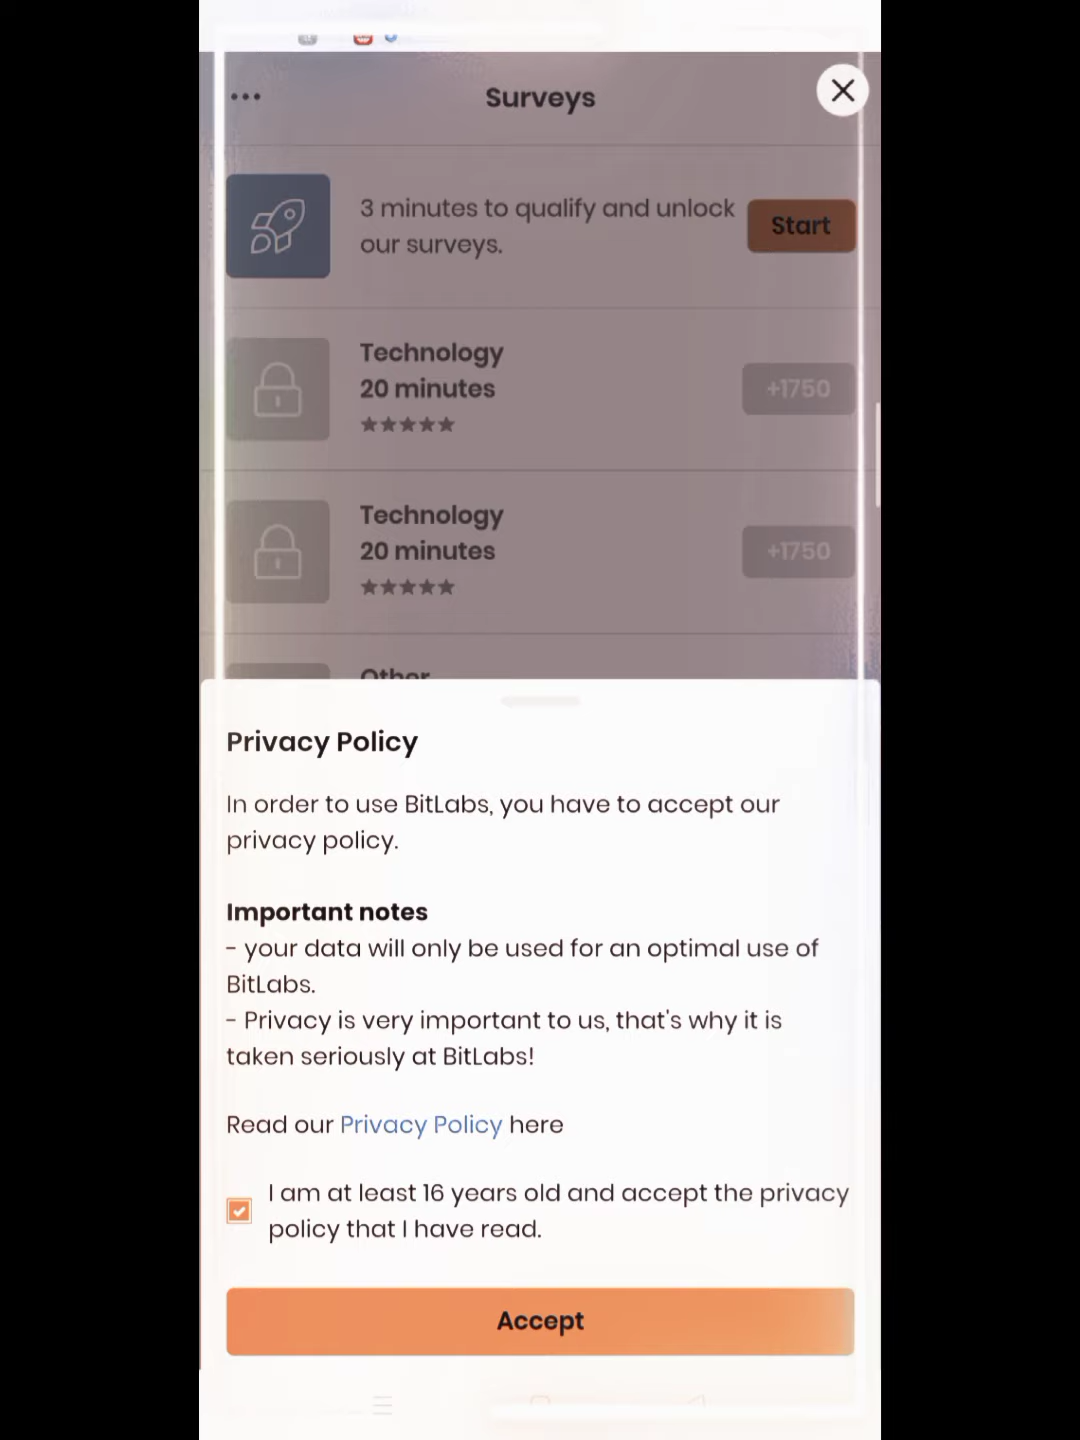 Surveys
3 minutes to qualify and unlock
our surveys.
Start
Technology
20 minutes
+1750
Technology
20 minutes
+1750
Other
Privacy Policy
In order to use BitLabs, you have to accept our
privacy policy.
Important notes
- your data will only be used for an optimal use of
BitLabs.
- Privacy is very important to us, that's why it is
taken seriously at BitLabs!
Read our Privacy Policy here
I am at least 16 years old and accept the privacy
policy that I have read.
Accept